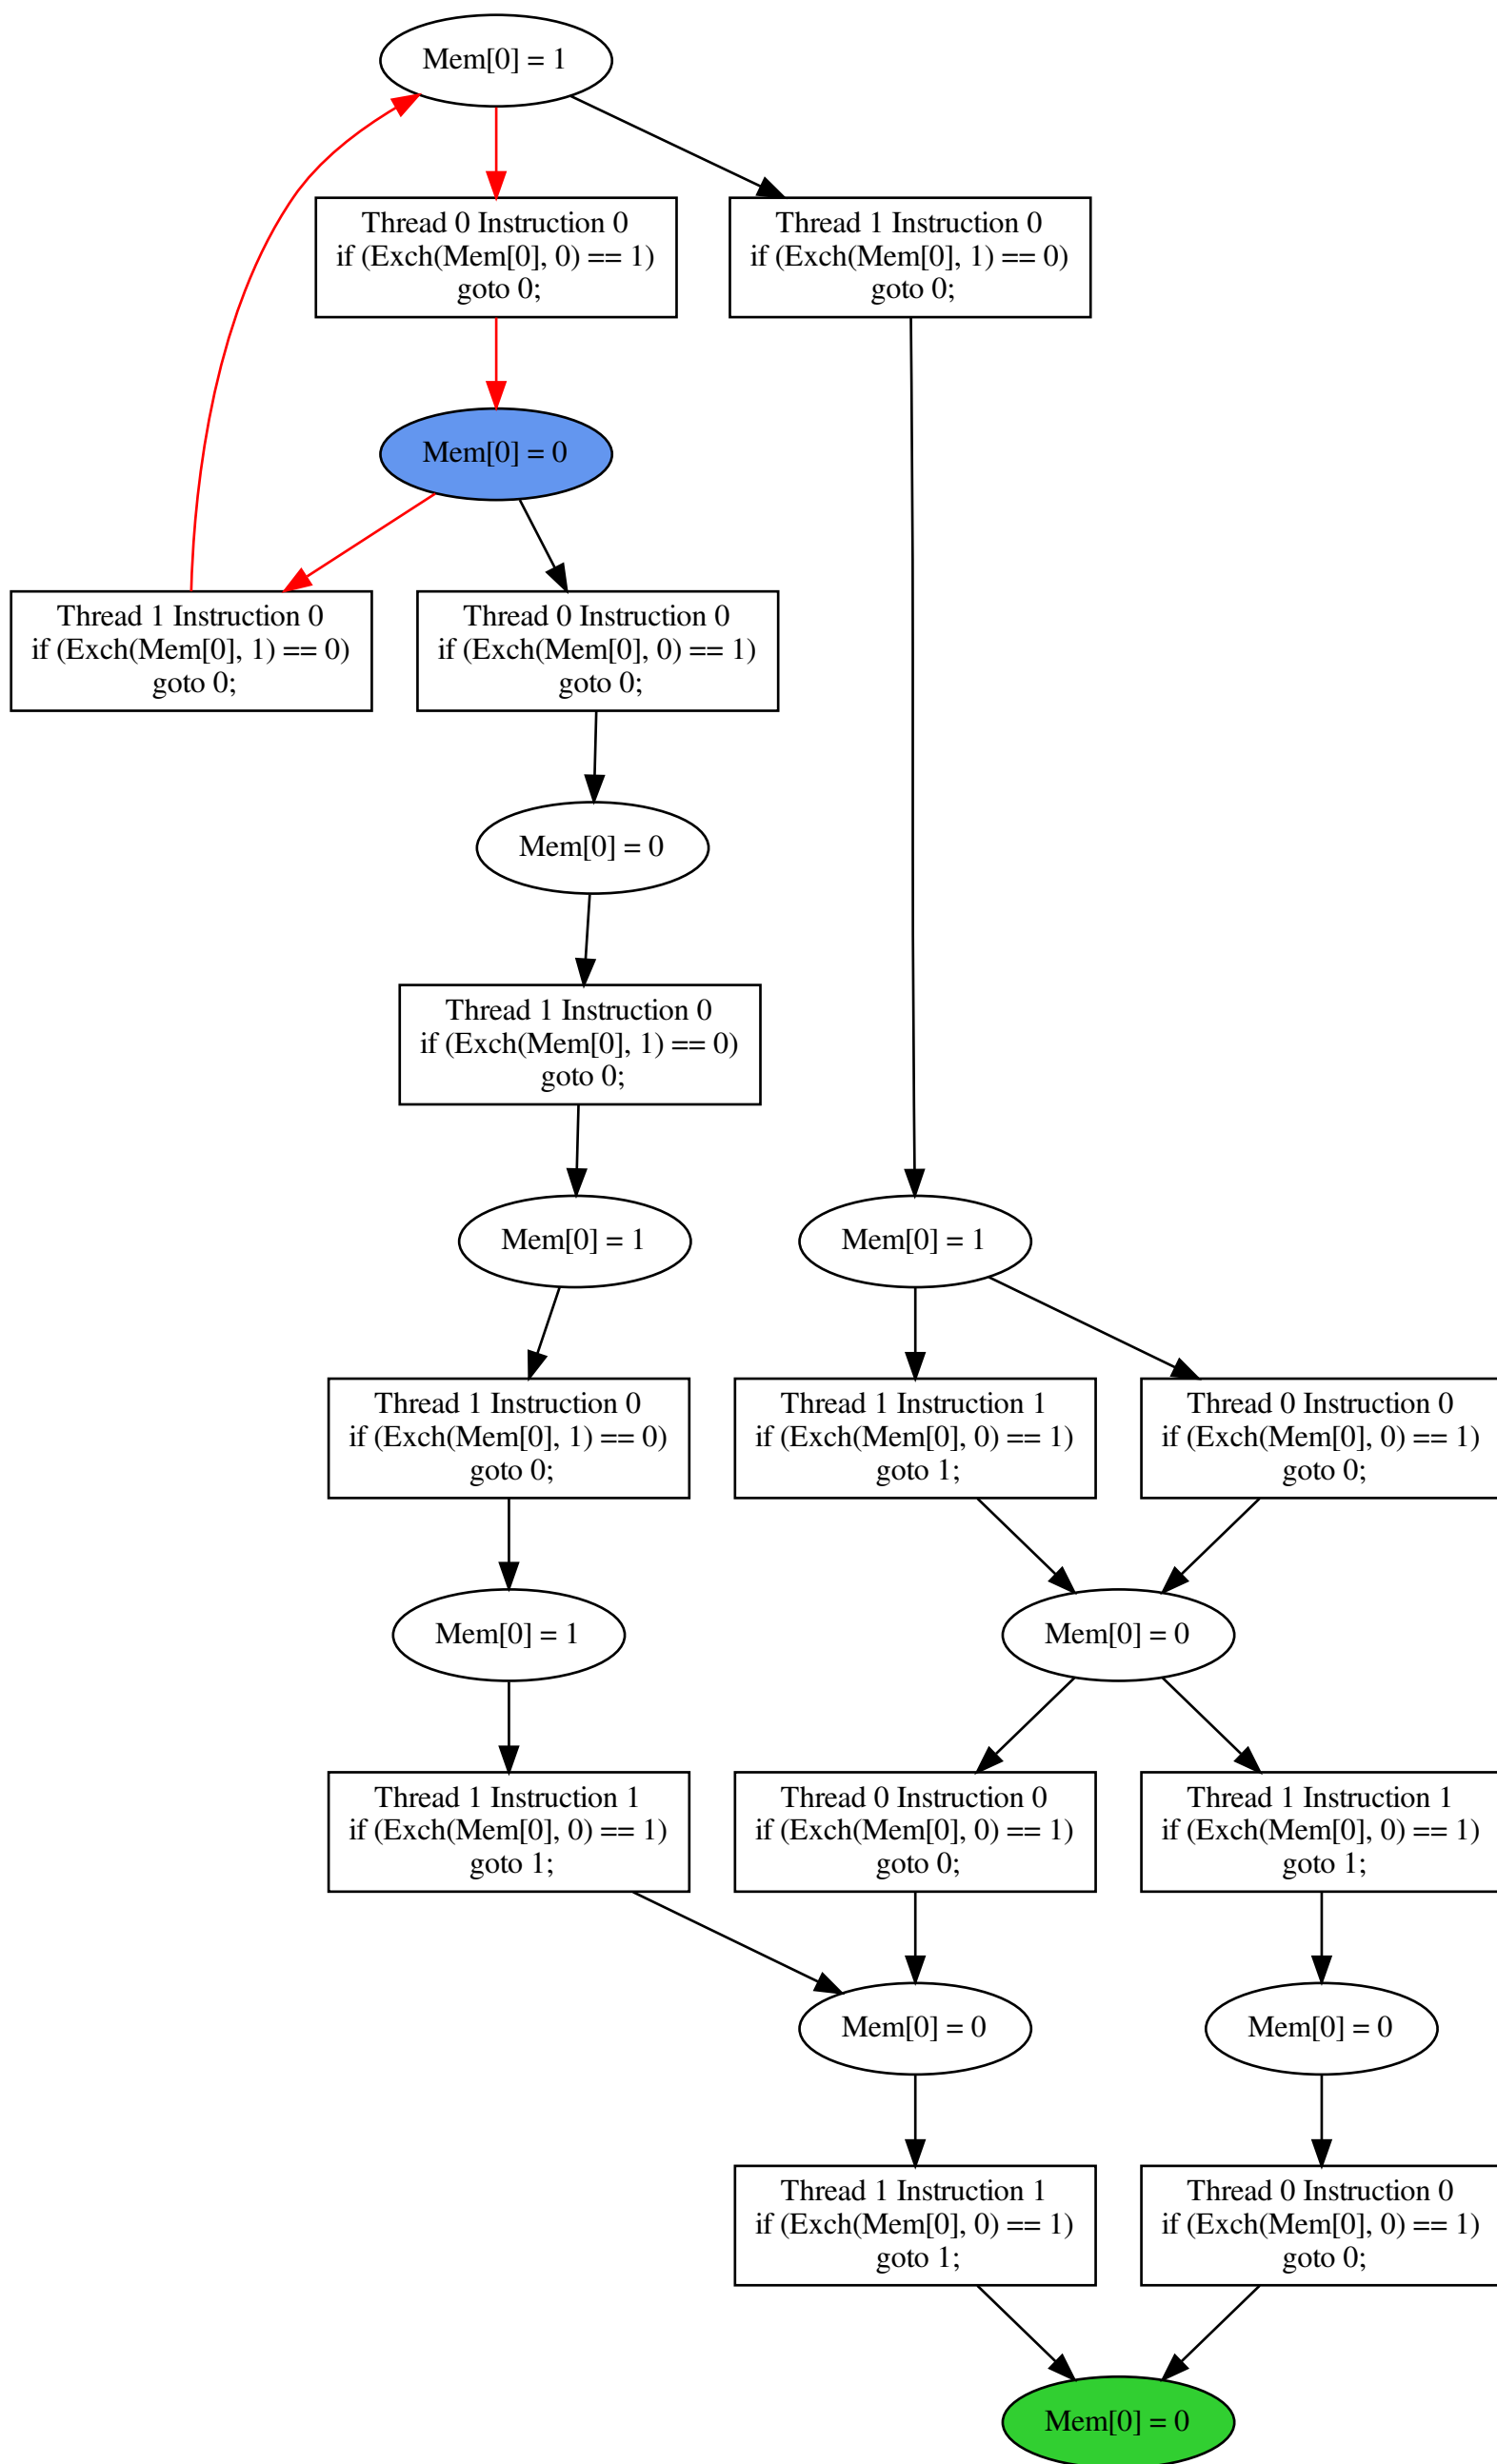 Mem[0] = 1
Thread 0 Instruction 0
if (Exch(Mem[0], 0) == 1)
goto 0;
Thread 1 Instruction 0
if (Exch(Mem[0], 1) == 0)
goto 0;
Mem[0] = 0
Thread 1 Instruction 0
if (Exch(Mem[0], 1) == 0)
goto 0;
Thread 0 Instruction 0
if (Exch(Mem[0], 0) == 1)
goto 0;
Mem[0] = 0
Thread 1 Instruction 0
if (Exch(Mem[0], 1) == 0)
goto 0;
Mem[0] = 1
Mem[0] = 1
Thread 1 Instruction 0
if (Exch(Mem[0], 1) == 0)
goto 0;
Thread 1 Instruction 1
if (Exch(Mem[0], 0) == 1)
goto 1;
Thread 0 Instruction 0
if (Exch(Mem[0], 0) == 1)
goto 0;
Mem[0] = 1
Mem[0] = 0
Thread 1 Instruction 1
if (Exch(Mem[0], 0) == 1)
goto 1;
Thread 0 Instruction 0
if (Exch(Mem[0], 0) == 1)
goto 0;
Thread 1 Instruction 1
if (Exch(Mem[0], 0) == 1)
goto 1;
Mem[0] = 0
Mem[0] = 0
Thread 1 Instruction 1
if (Exch(Mem[0], 0) == 1)
goto 1;
Thread 0 Instruction 0
if (Exch(Mem[0], 0) == 1)
goto 0;
Mem[0] = 0